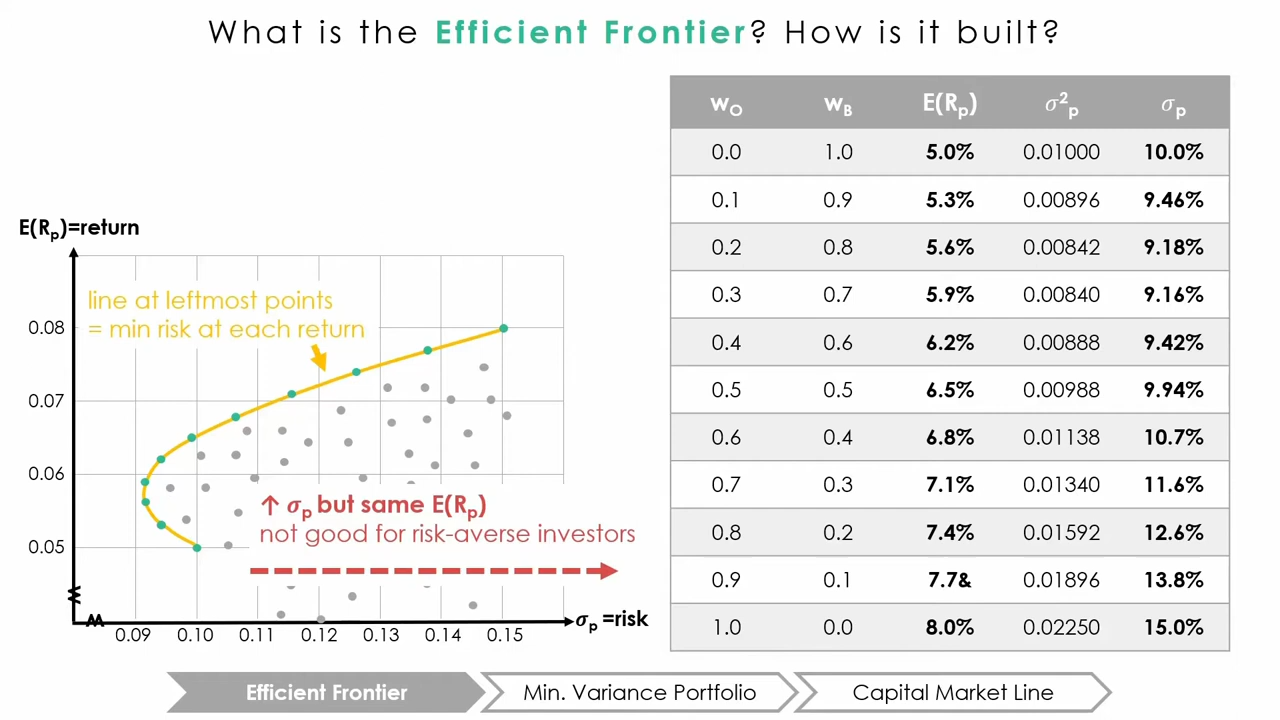 What is the Efficient Frontier? How is it built?
E(Rp)=return
line at leftmost points
= min risk at each return
0.08
0.07
0.06
0.05
↑ σp but same E(Rp)
not good for risk-averse investors
σp =risk
0.09 0.10 0.11 0.12 0.13 0.14 0.15
wO wB E(Rp) σ²p σp
0.0 1.0 5.0% 0.01000 10.0%
0.1 0.9 5.3% 0.00896 9.46%
0.2 0.8 5.6% 0.00842 9.18%
0.3 0.7 5.9% 0.00840 9.16%
0.4 0.6 6.2% 0.00888 9.42%
0.5 0.5 6.5% 0.00988 9.94%
0.6 0.4 6.8% 0.01138 10.7%
0.7 0.3 7.1% 0.01340 11.6%
0.8 0.2 7.4% 0.01592 12.6%
0.9 0.1 7.7& 0.01896 13.8%
1.0 0.0 8.0% 0.02250 15.0%
Efficient Frontier
Min. Variance Portfolio
Capital Market Line